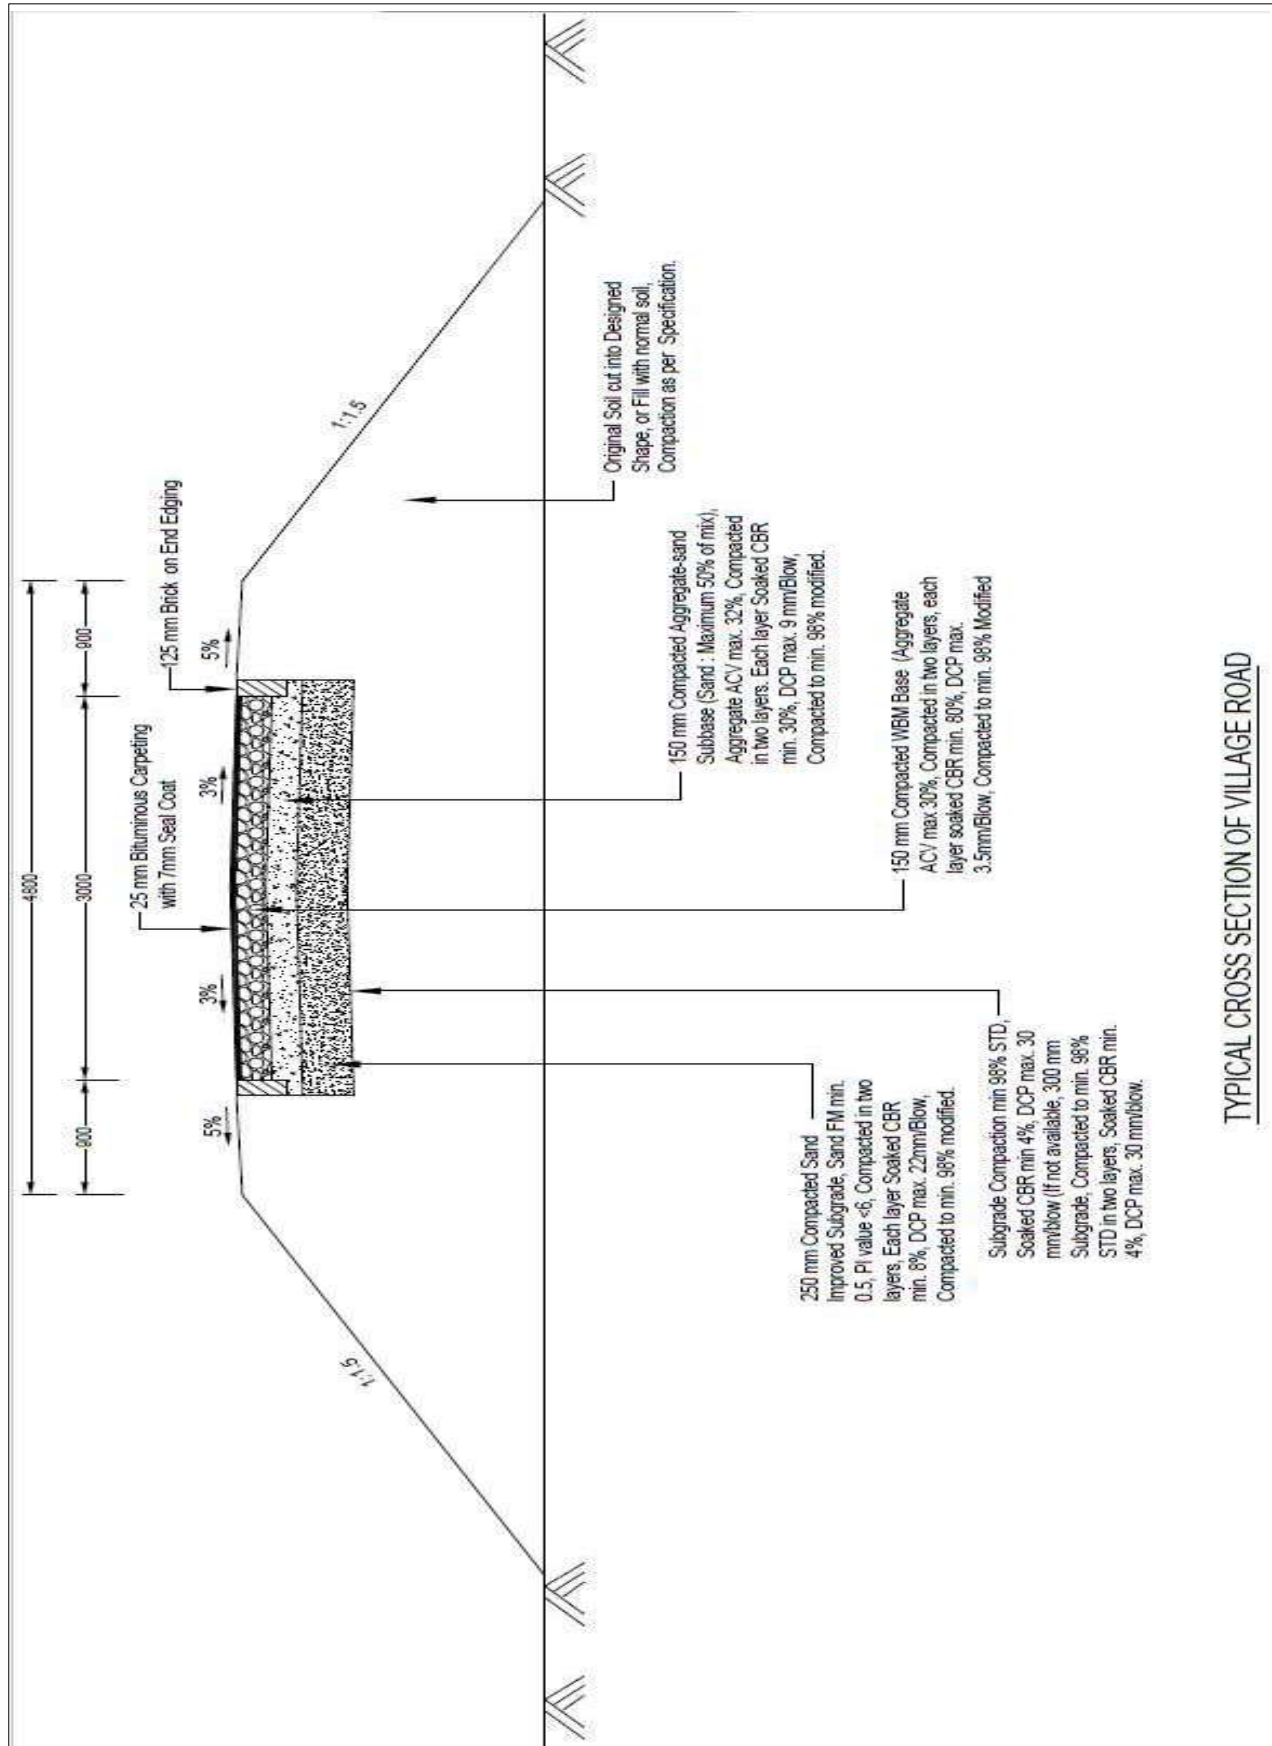 4800
900
3000
900
25 mm Bituminous Carpeting
with 7mm Seal Coat
125 mm Brick on End Edging
5%
3%
3%
5%
1:1.5
1:1.5
Original Soil cut into Designed
Shape, or Fill with normal soil,
Compaction as per Specification.
150 mm Compacted Aggregate-sand
Subbase (Sand : Maximum 50% of mix),
Aggregate ACV max. 32%, Compacted
in two layers. Each layer Soaked CBR
min. 30%, DCP max. 9 mm/Blow,
Compacted to min. 98% modified.
150 mm Compacted WBM Base (Aggregate
ACV max 30%, Compacted in two layers, each
layer soaked CBR min. 80%, DCP max.
3.5mm/Blow, Compacted to min. 98% Modified
250 mm Compacted Sand
Improved Subgrade, Sand FM min.
0.5, PI value <6, Compacted in two
layers, Each layer Soaked CBR
min. 8%, DCP max. 22mm/Blow,
Compacted to min. 98% modified.
Subgrade Compaction min 98% STD,
Soaked CBR min 4%, DCP max. 30
mm/blow (If not available, 300 mm
Subgrade, Compacted to min. 98%
STD in two layers, Soaked CBR min.
4%, DCP max. 30 mm/blow.
TYPICAL CROSS SECTION OF VILLAGE ROAD